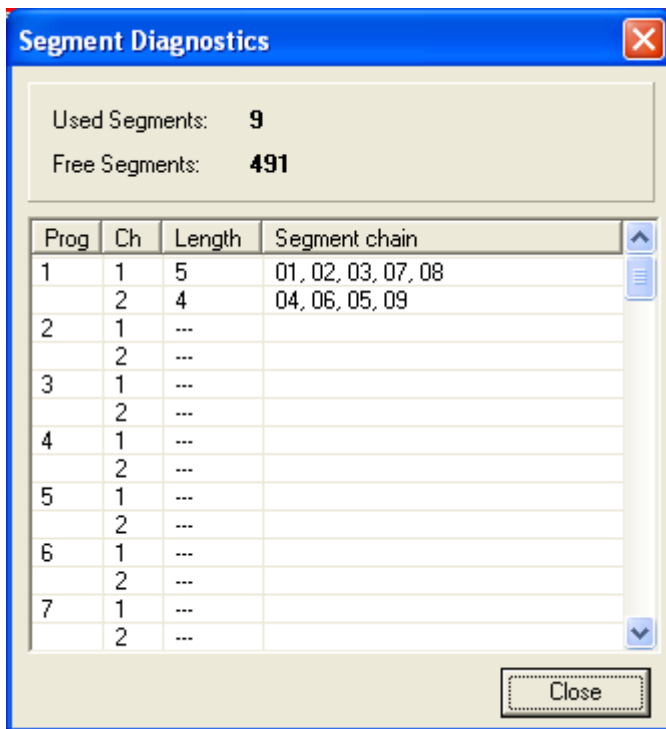 Segment Diagnostics
Used Segments: 9
Free Segments: 491
Prog Ch Length Segment chain
1 1 5 01, 02, 03, 07, 08
2 4 04, 06, 05, 09
2 1 ---
2 ---
3 1 ---
2 ---
4 1 ---
2 ---
5 1 ---
2 ---
6 1 ---
2 ---
7 1 ---
2 ---
Close